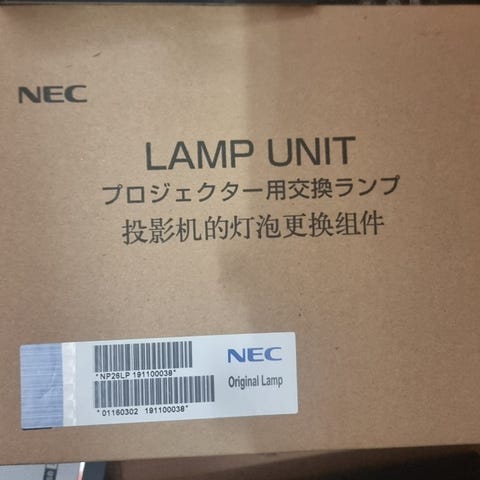 NEC
LAMP UNIT
プロジェクター用交換ランプ
投影机的灯泡更换组件
*NP26LP 191100038*
NEC
Original Lamp
*01160302 191100038*